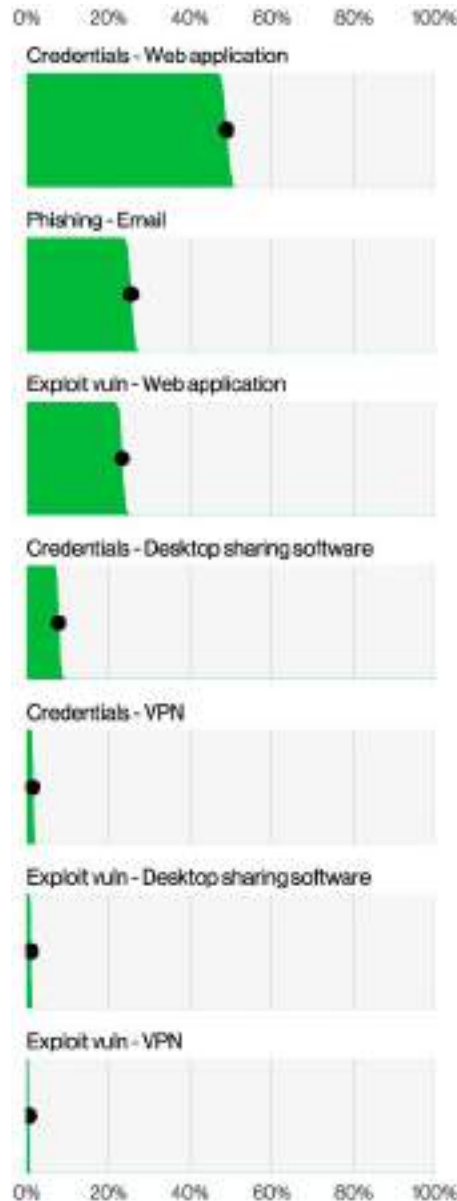 0% 20% 40% 60% 80% 100%
Credentials - Web application
Phishing - Email
Exploit vuln - Web application
Credentials - Desktop sharing software
Credentials - VPN
Exploit vuln - Desktop sharing software
Exploit vuln - VPN
0% 20% 40% 60% 80% 100%